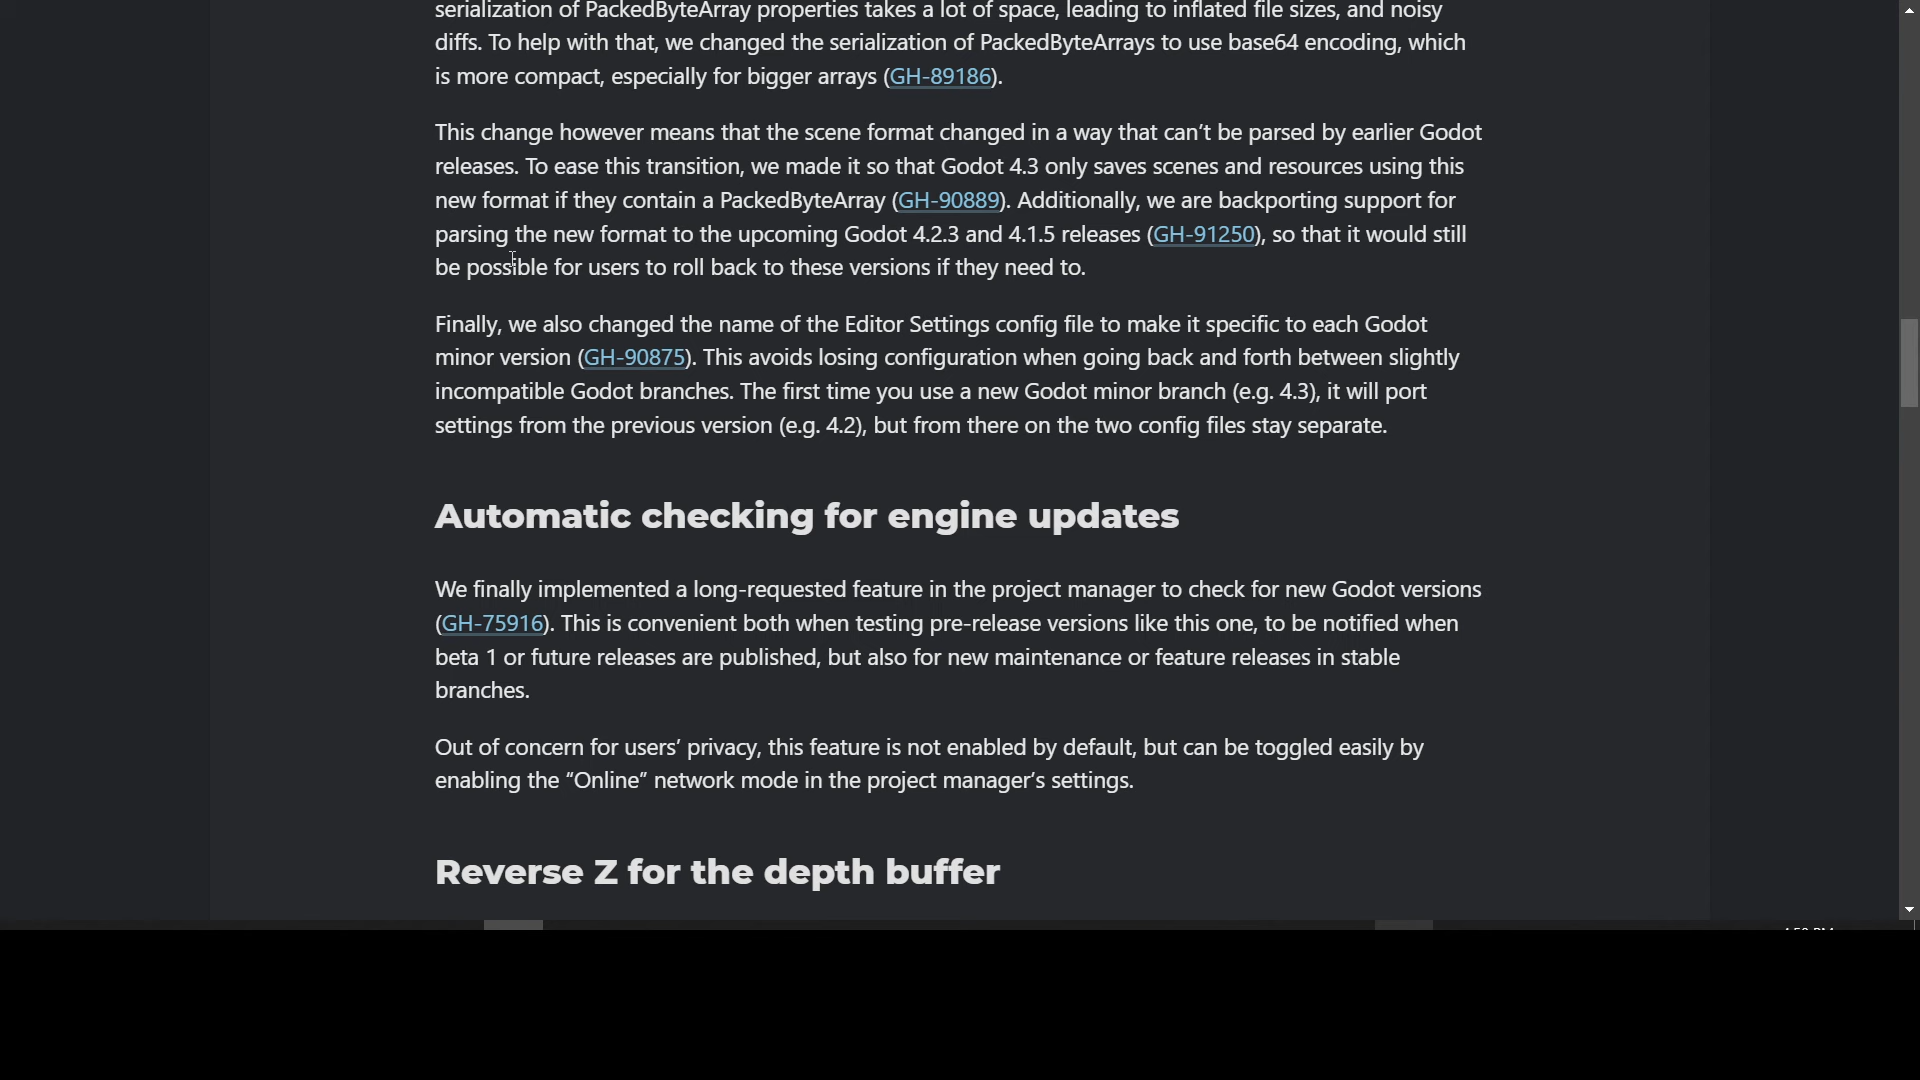 serialization of PackedByteArray properties takes a lot of space, leading to inflated file sizes, and noisy
diffs. To help with that, we changed the serialization of PackedByteArrays to use base64 encoding, which
is more compact, especially for bigger arrays (GH-89186).
This change however means that the scene format changed in a way that can’t be parsed by earlier Godot
releases. To ease this transition, we made it so that Godot 4.3 only saves scenes and resources using this
new format if they contain a PackedByteArray (GH-90889). Additionally, we are backporting support for
parsing the new format to the upcoming Godot 4.2.3 and 4.1.5 releases (GH-91250), so that it would still
be possible for users to roll back to these versions if they need to.
Finally, we also changed the name of the Editor Settings config file to make it specific to each Godot
minor version (GH-90875). This avoids losing configuration when going back and forth between slightly
incompatible Godot branches. The first time you use a new Godot minor branch (e.g. 4.3), it will port
settings from the previous version (e.g. 4.2), but from there on the two config files stay separate.
Automatic checking for engine updates
We finally implemented a long-requested feature in the project manager to check for new Godot versions
(GH-75916). This is convenient both when testing pre-release versions like this one, to be notified when
beta 1 or future releases are published, but also for new maintenance or feature releases in stable
branches.
Out of concern for users’ privacy, this feature is not enabled by default, but can be toggled easily by
enabling the “Online” network mode in the project manager’s settings.
Reverse Z for the depth buffer